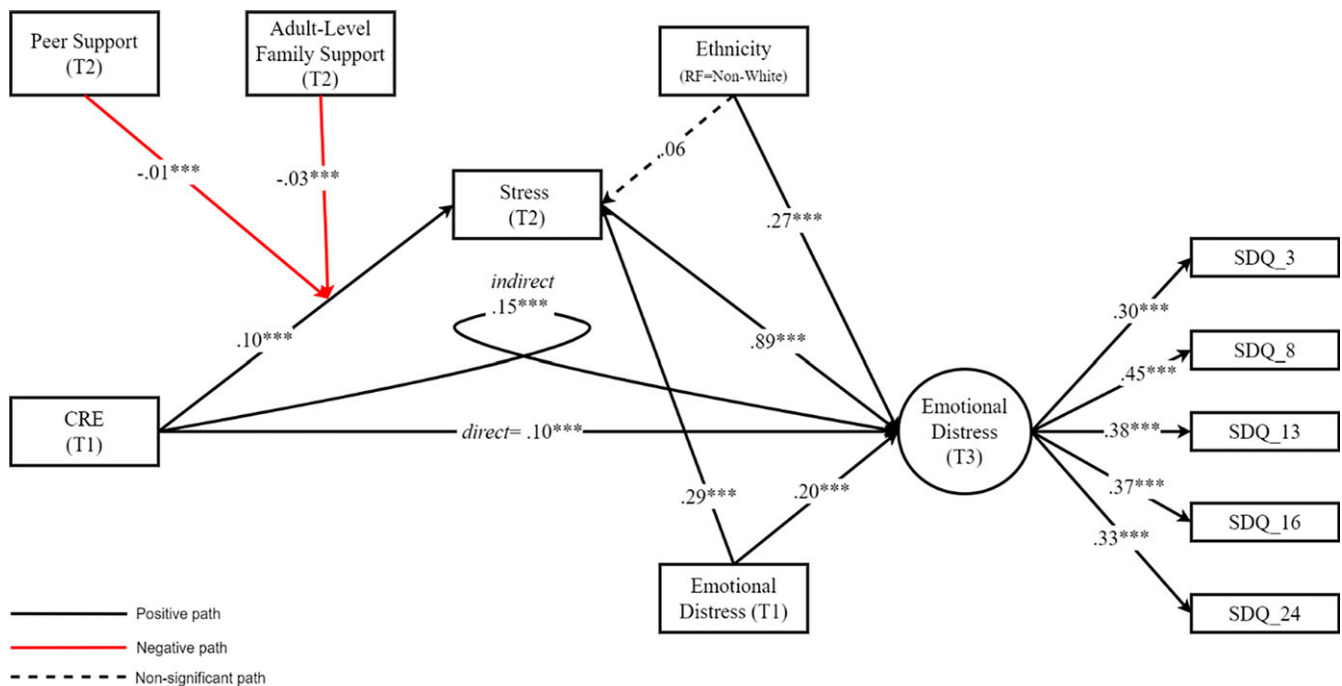 Peer Support
(T2)
Adult-Level
Family Support
(T2)
Ethnicity
(RF=Non-White)
-.01***
-.03***
.06
Stress
(T2)
.27***
SDQ_3
indirect
.15***
.30***
.10***
.89***
SDQ_8
.45***
CRE
(T1)
direct= .10***
Emotional
Distress
(T3)
.38***
SDQ_13
.29***
.20***
.37***
SDQ_16
.33***
Emotional
Distress (T1)
SDQ_24
Positive path
Negative path
Non-significant path